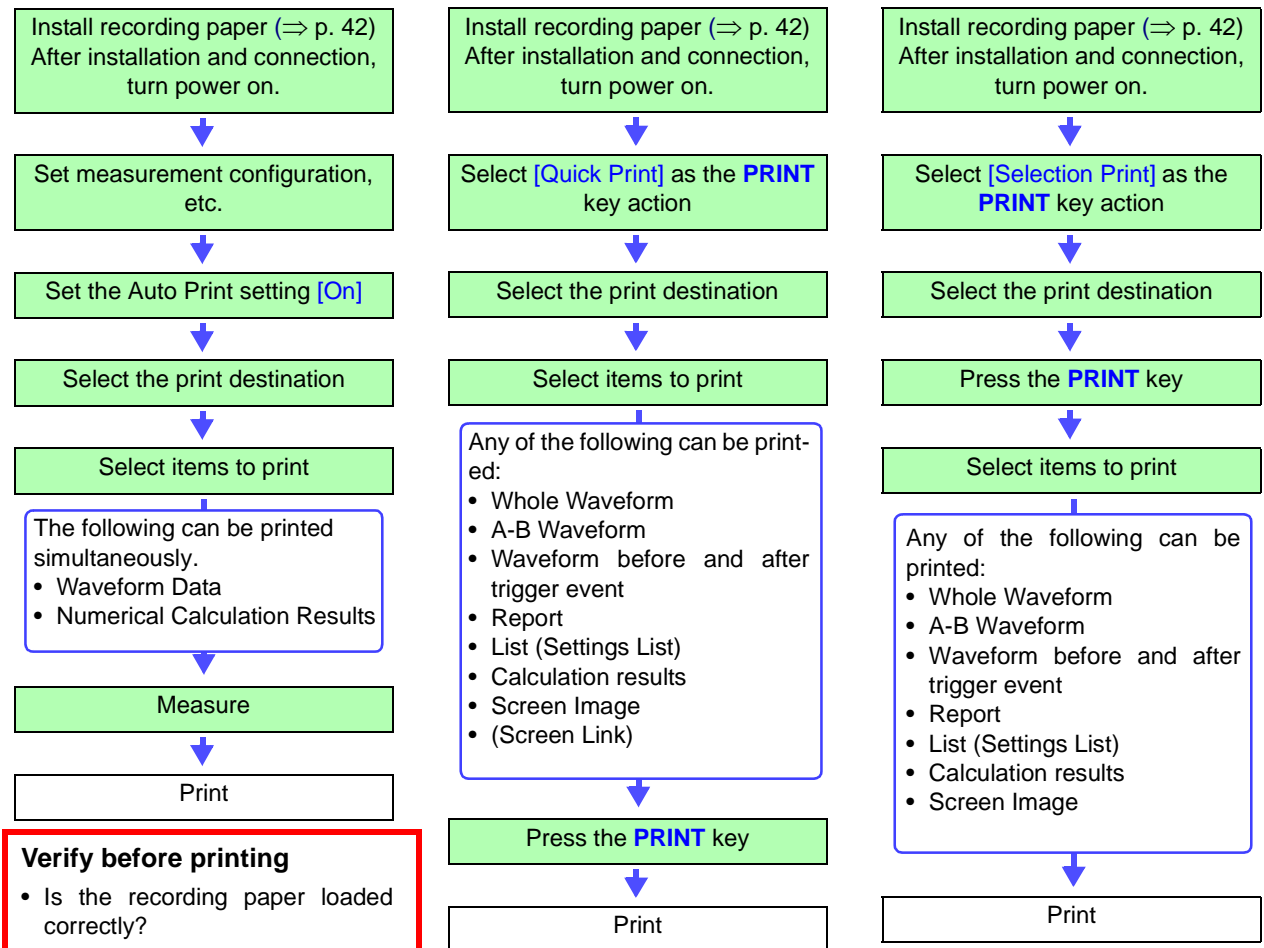 Install recording paper (⇒ p. 42)
After installation and connection,
turn power on.
Set measurement configuration,
etc.
Set the Auto Print setting [On]
Select the print destination
Select items to print
The following can be printed
simultaneously.
• Waveform Data
• Numerical Calculation Results
Measure
Print
Verify before printing
• Is the recording paper loaded
correctly?
Install recording paper (⇒ p. 42)
After installation and connection,
turn power on.
Select [Quick Print] as the PRINT
key action
Select the print destination
Select items to print
Any of the following can be print-
ed:
• Whole Waveform
• A-B Waveform
• Waveform before and after
trigger event
• Report
• List (Settings List)
• Calculation results
• Screen Image
• (Screen Link)
Press the PRINT key
Print
Install recording paper (⇒ p. 42)
After installation and connection,
turn power on.
Select [Selection Print] as the
PRINT key action
Select the print destination
Press the PRINT key
Select items to print
Any of the following can be
printed:
• Whole Waveform
• A-B Waveform
• Waveform before and after
trigger event
• Report
• List (Settings List)
• Calculation results
• Screen Image
Print